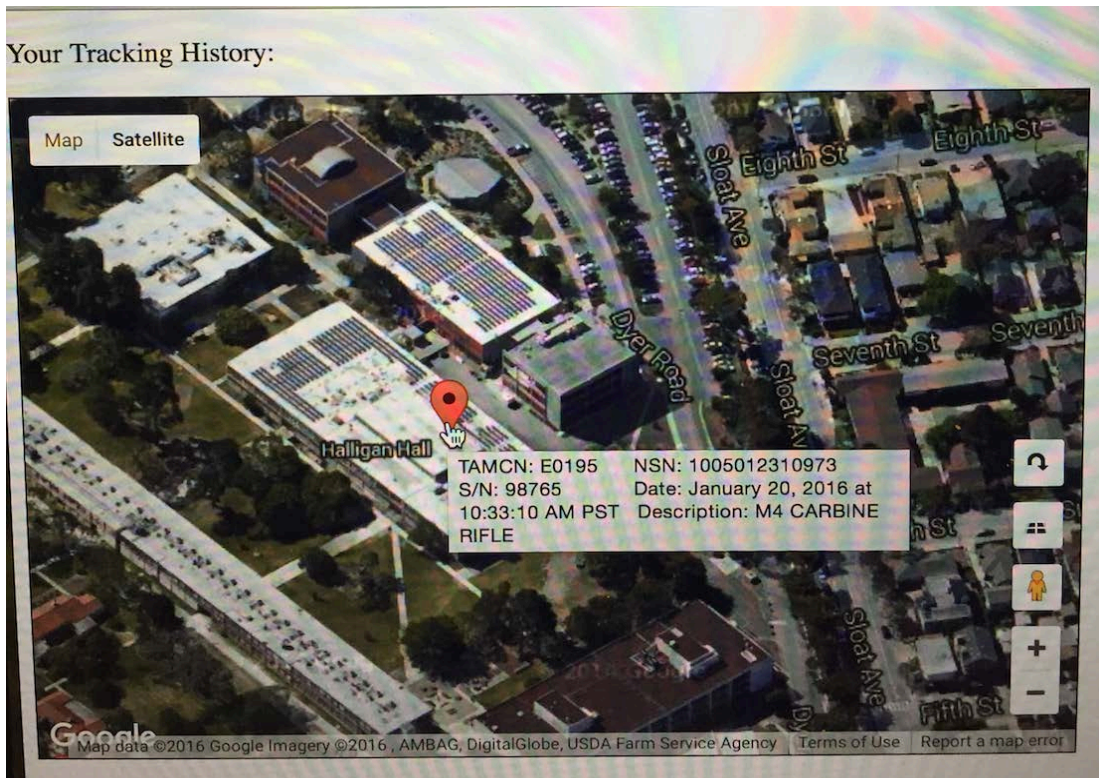 Your Tracking History:
Map Satellite
Eighth St
Eighth St
Sloat Ave
Dyer Road
Seventh St
Seventh
Sloat Av
Halligan Hall
TAMCN: E0195 NSN: 1005012310973
S/N: 98765 Date: January 20, 2016 at
10:33:10 AM PST Description: M4 CARBINE
RIFLE
h St
Sloat Ave
Fifth St
Dy
Google
Map data ©2016 Google Imagery ©2016 , AMBAG, DigitalGlobe, USDA Farm Service Agency Terms of Use Report a map error